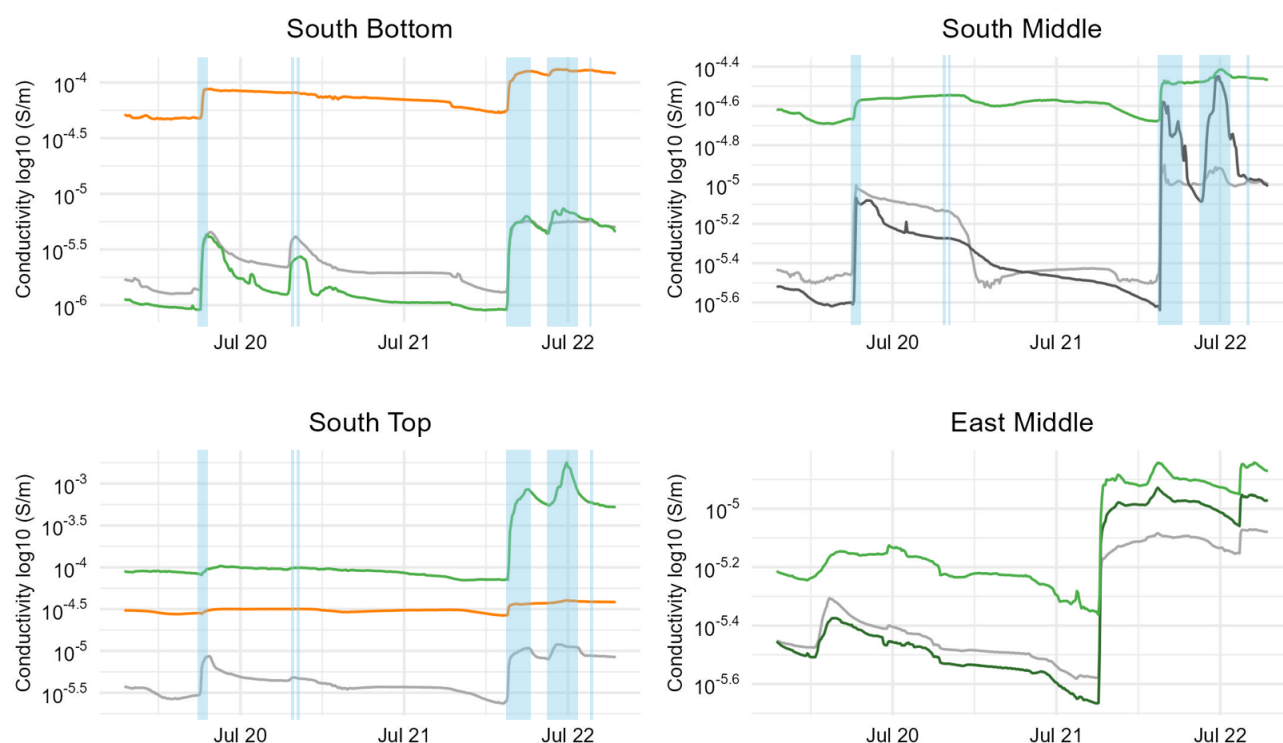 South Bottom
Conductivity log10 (S/m)
10^-4
10^-4.5
10^-5
10^-5.5
10^-6
Jul 20 Jul 21 Jul 22
South Middle
Conductivity log10 (S/m)
10^-4.4
10^-4.6
10^-4.8
10^-5
10^-5.2
10^-5.4
10^-5.6
Jul 20 Jul 21 Jul 22
South Top
Conductivity log10 (S/m)
10^-3
10^-3.5
10^-4
10^-4.5
10^-5
10^-5.5
Jul 20 Jul 21 Jul 22
East Middle
Conductivity log10 (S/m)
10^-5
10^-5.2
10^-5.4
10^-5.6
Jul 20 Jul 21 Jul 22